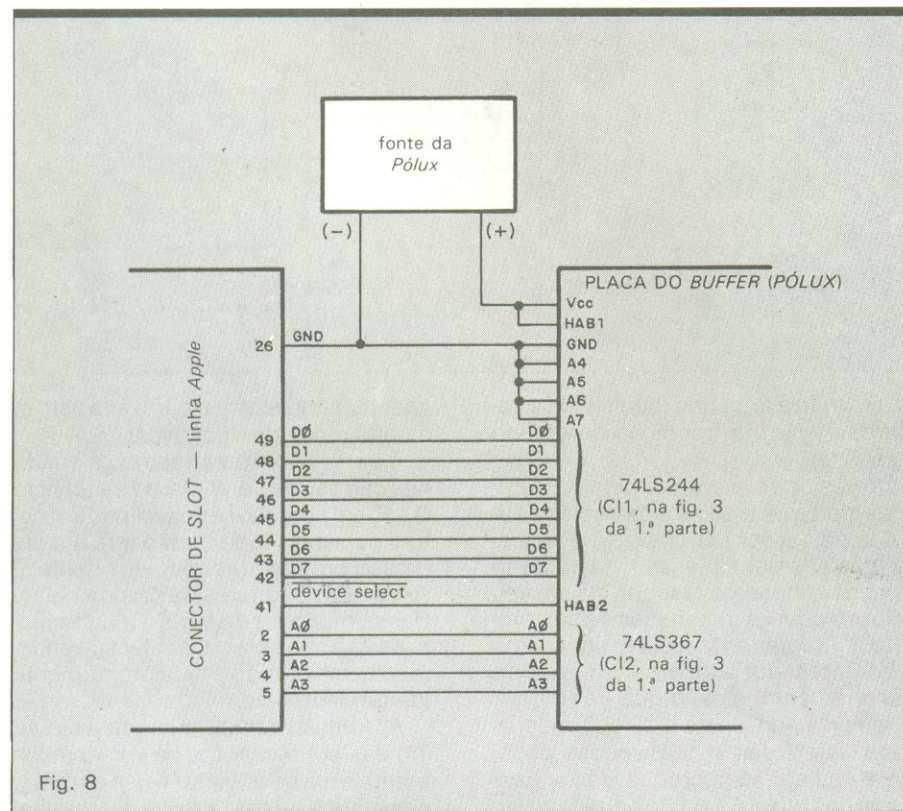 fonte da
Pólux
(-)
(+)
CONECTOR DE SLOT — linha Apple
PLACA DO BUFFER (PÓLUX)
Vcc
HAB1
26 GND GND
A4
A5
A6
A7
49 DØ DØ
48 D1 D1
47 D2 D2
46 D3 D3
45 D4 D4
44 D5 D5
43 D6 D6
42 D7 D7
74LS244
(CI1, na fig. 3
da 1.ª parte)
device select
41 HAB2
2 AØ AØ
3 A1 A1
4 A2 A2
5 A3 A3
74LS367
(CI2, na fig. 3
da 1.ª parte)
Fig. 8